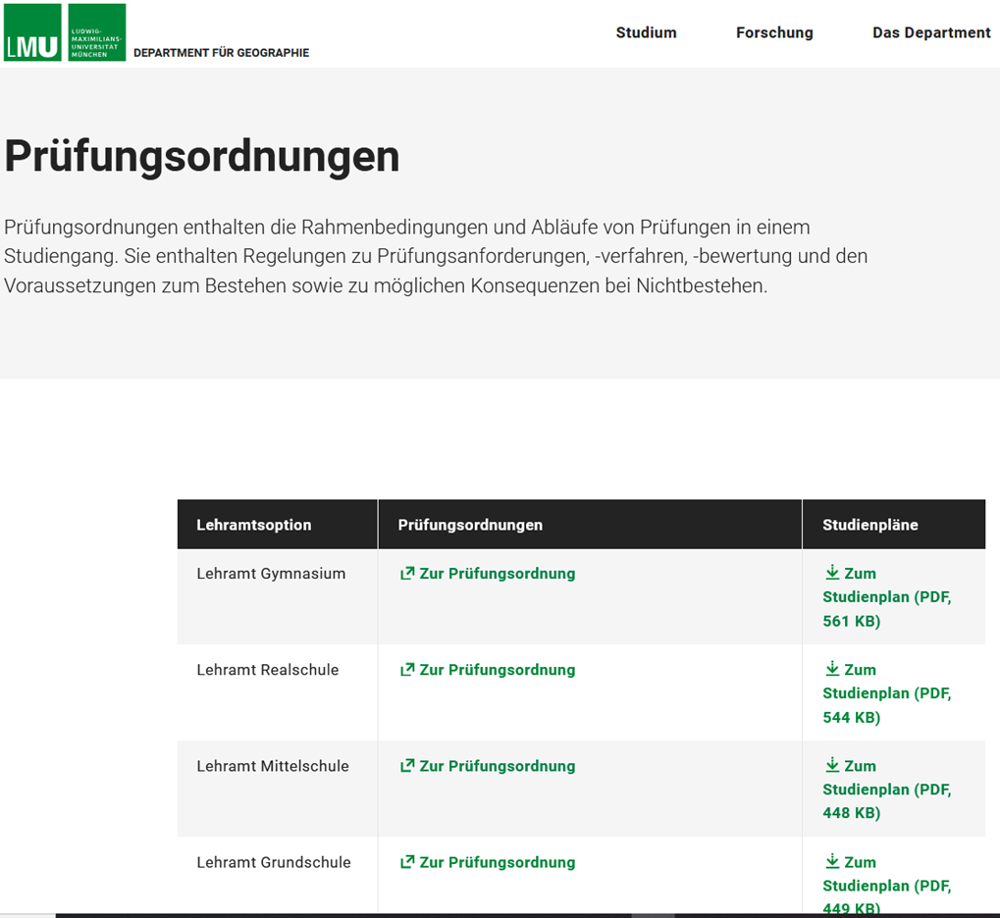 LMU
LUDWIG-
MAXIMILIANS-
UNIVERSITÄT
MÜNCHEN
DEPARTMENT FÜR GEOGRAPHIE
Studium Forschung Das Department
Prüfungsordnungen
Prüfungsordnungen enthalten die Rahmenbedingungen und Abläufe von Prüfungen in einem
Studiengang. Sie enthalten Regelungen zu Prüfungsanforderungen, -verfahren, -bewertung und den
Voraussetzungen zum Bestehen sowie zu möglichen Konsequenzen bei Nichtbestehen.
Lehramtsoption Prüfungsordnungen Studienpläne
Lehramt Gymnasium Zur Prüfungsordnung Zum
Studienplan (PDF,
561 KB)
Lehramt Realschule Zur Prüfungsordnung Zum
Studienplan (PDF,
544 KB)
Lehramt Mittelschule Zur Prüfungsordnung Zum
Studienplan (PDF,
448 KB)
Lehramt Grundschule Zur Prüfungsordnung Zum
Studienplan (PDF,
449 KB)